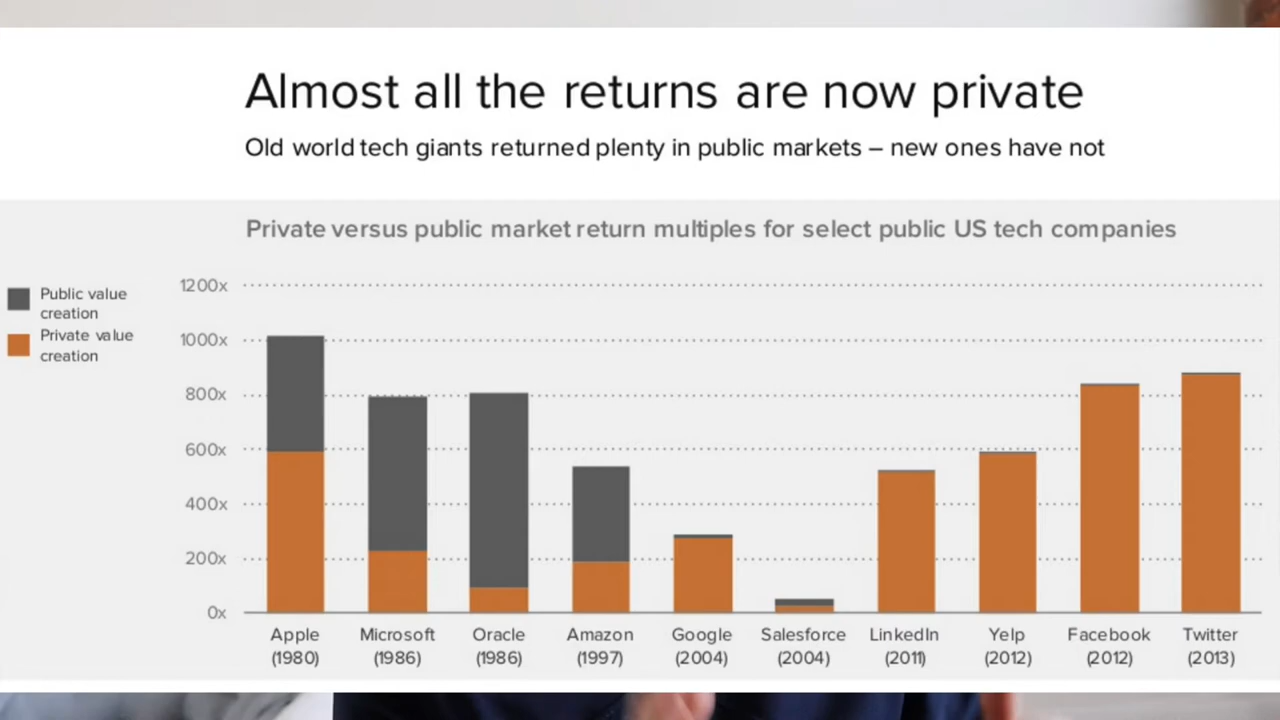 Almost all the returns are now private
Old world tech giants returned plenty in public markets – new ones have not
Private versus public market return multiples for select public US tech companies
Public value
creation
Private value
creation
1200x
1000x
800x
600x
400x
200x
0x
Apple
(1980)
Microsoft
(1986)
Oracle
(1986)
Amazon
(1997)
Google
(2004)
Salesforce
(2004)
LinkedIn
(2011)
Yelp
(2012)
Facebook
(2012)
Twitter
(2013)